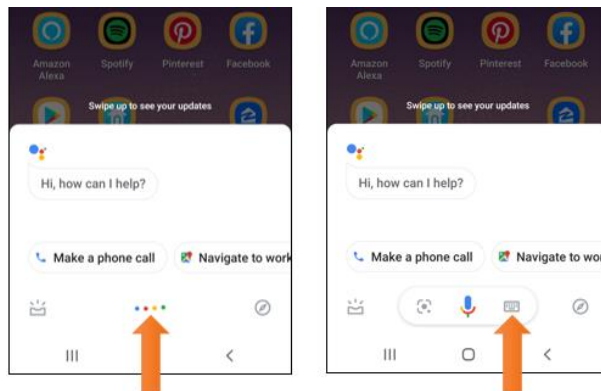 Amazon Alexa
Spotify
Pinterest
Facebook
Swipe up to see your updates
Hi, how can I help?
Make a phone call
Navigate to work
Amazon Alexa
Spotify
Pinterest
Facebook
Swipe up to see your updates
Hi, how can I help?
Make a phone call
Navigate to wo